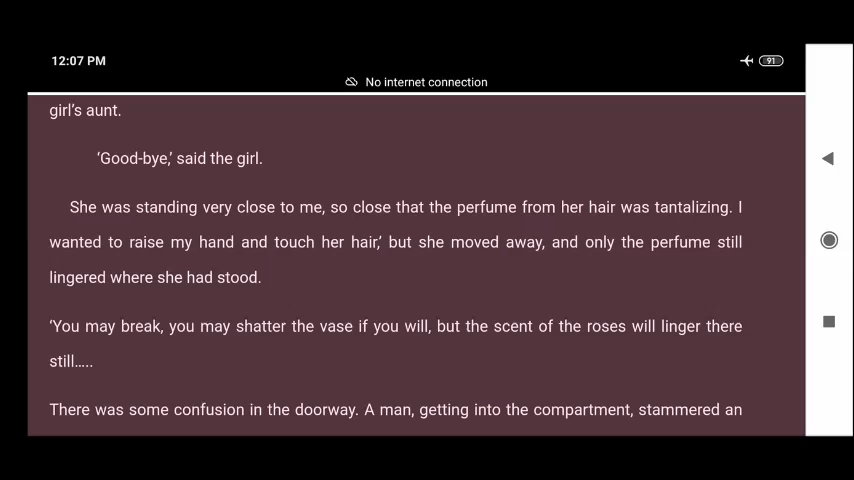 12:07 PM
91
No internet connection
girl's aunt.
‘Good-bye,’ said the girl.
She was standing very close to me, so close that the perfume from her hair was tantalizing. I
wanted to raise my hand and touch her hair,’ but she moved away, and only the perfume still
lingered where she had stood.
‘You may break, you may shatter the vase if you will, but the scent of the roses will linger there
still…..
There was some confusion in the doorway. A man, getting into the compartment, stammered an